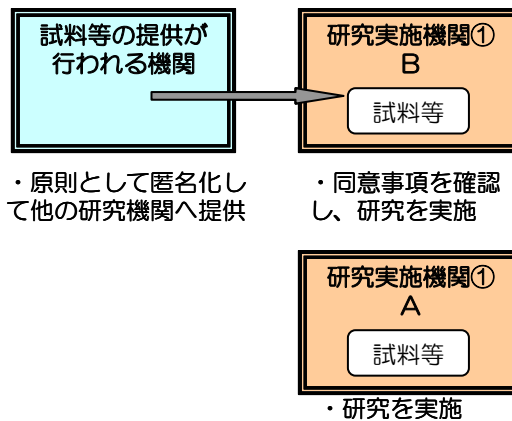 試料等の提供が
行われる機関
研究実施機関①
B
試料等
・原則として匿名化し
て他の研究機関へ提供
・同意事項を確認
し、研究を実施
研究実施機関①
A
試料等
・研究を実施